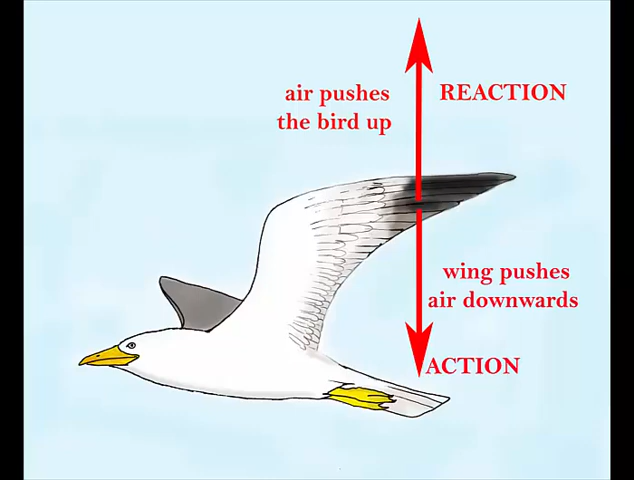 air pushes
the bird up
REACTION
wing pushes
air downwards
ACTION